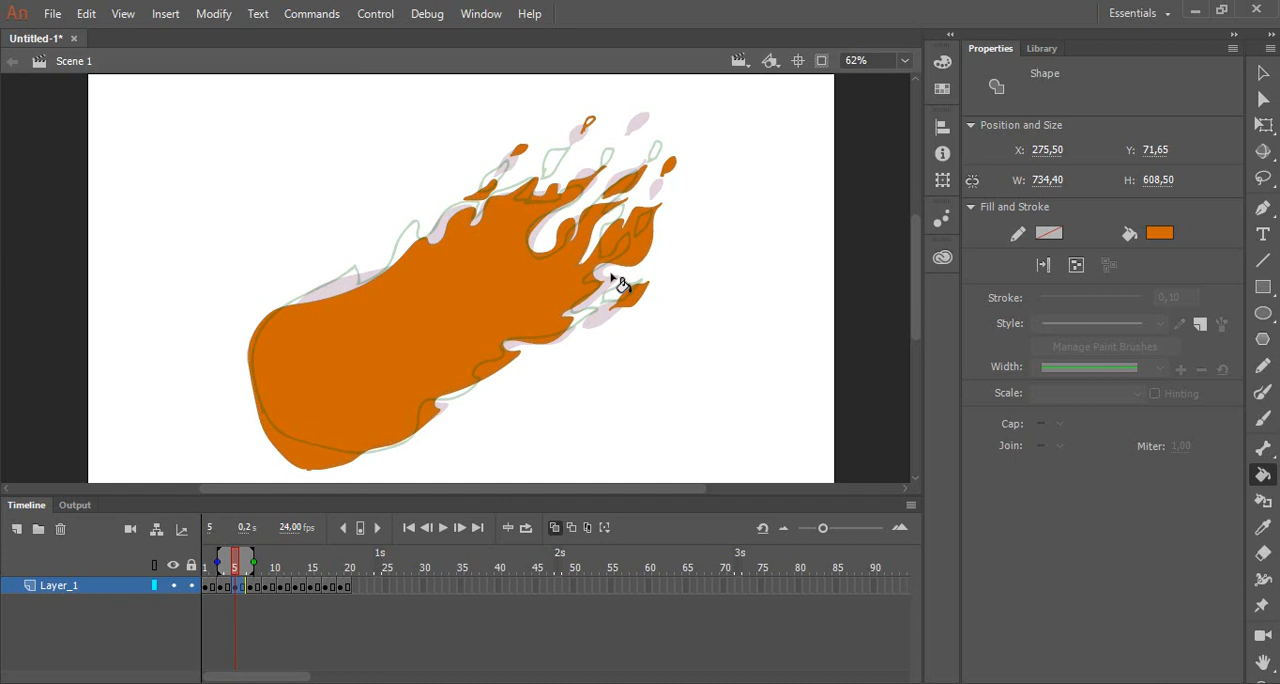 An File Edit View Insert Modify Text Commands Control Debug Window Help Essentials
Untitled-1*
Scene 1
62%
Properties Library
Shape
Position and Size
X: 275,50 Y: 71,65
W: 734,40 H: 608,50
Fill and Stroke
Stroke: 0,10
Style:
Manage Paint Brushes
Width:
Scale: Hinting
Cap:
Join: Miter: 1,00
Timeline Output
5 0,2 s 24,00 fps
1s 2s 3s
1 5 10 15 20 25 30 35 40 45 50 55 60 65 70 75 80 85 90
Layer_1